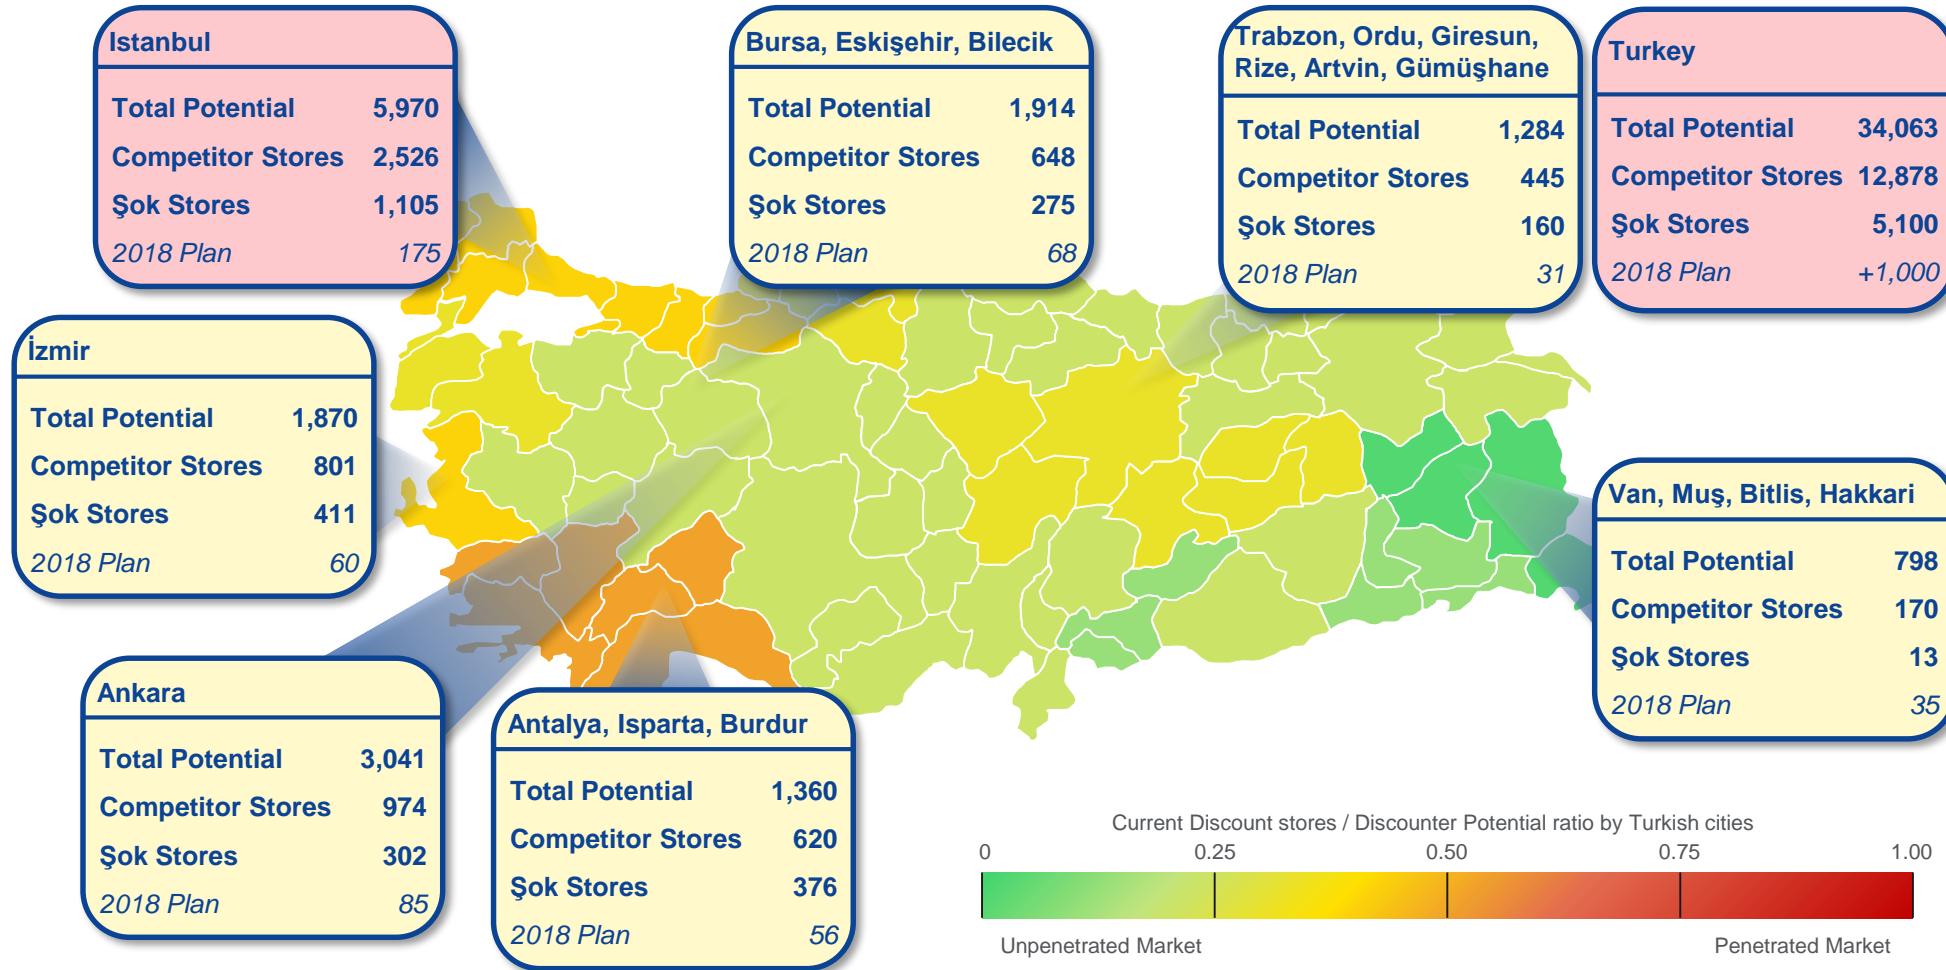 Istanbul
Total Potential 5,970
Competitor Stores 2,526
Şok Stores 1,105
2018 Plan 175
Bursa, Eskişehir, Bilecik
Total Potential 1,914
Competitor Stores 648
Şok Stores 275
2018 Plan 68
Trabzon, Ordu, Giresun,
Rize, Artvin, Gümüşhane
Total Potential 1,284
Competitor Stores 445
Şok Stores 160
2018 Plan 31
Turkey
Total Potential 34,063
Competitor Stores 12,878
Şok Stores 5,100
2018 Plan +1,000
İzmir
Total Potential 1,870
Competitor Stores 801
Şok Stores 411
2018 Plan 60
Van, Muş, Bitlis, Hakkari
Total Potential 798
Competitor Stores 170
Şok Stores 13
2018 Plan 35
Ankara
Total Potential 3,041
Competitor Stores 974
Şok Stores 302
2018 Plan 85
Antalya, Isparta, Burdur
Total Potential 1,360
Competitor Stores 620
Şok Stores 376
2018 Plan 56
Current Discount stores / Discounter Potential ratio by Turkish cities
0 0.25 0.50 0.75 1.00
Unpenetrated Market Penetrated Market